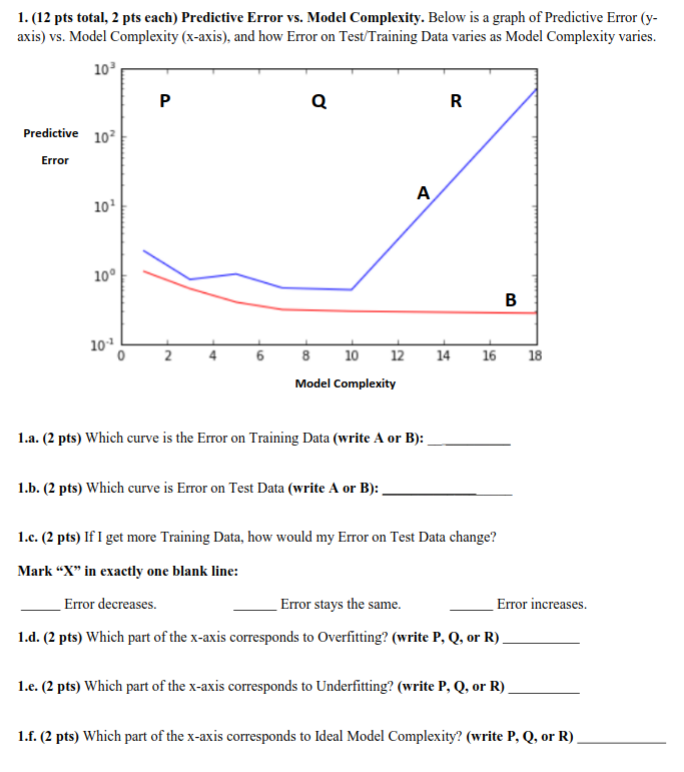 1. (12 pts total, 2 pts each) Predictive Error vs. Model Complexity. Below is a graph of Predictive Error (y-
axis) vs. Model Complexity (x-axis), and how Error on Test/Training Data varies as Model Complexity varies.
10³
P Q R
Predictive 10²
Error
A
10¹
10⁰
B
10⁻¹
0 2 4 6 8 10 12 14 16 18
Model Complexity
1.a. (2 pts) Which curve is the Error on Training Data (write A or B): ___________
1.b. (2 pts) Which curve is Error on Test Data (write A or B): _________________
1.c. (2 pts) If I get more Training Data, how would my Error on Test Data change?
Mark “X” in exactly one blank line:
_____ Error decreases. ______ Error stays the same. ______ Error increases.
1.d. (2 pts) Which part of the x-axis corresponds to Overfitting? (write P, Q, or R) __________
1.e. (2 pts) Which part of the x-axis corresponds to Underfitting? (write P, Q, or R) _________
1.f. (2 pts) Which part of the x-axis corresponds to Ideal Model Complexity? (write P, Q, or R) ____________